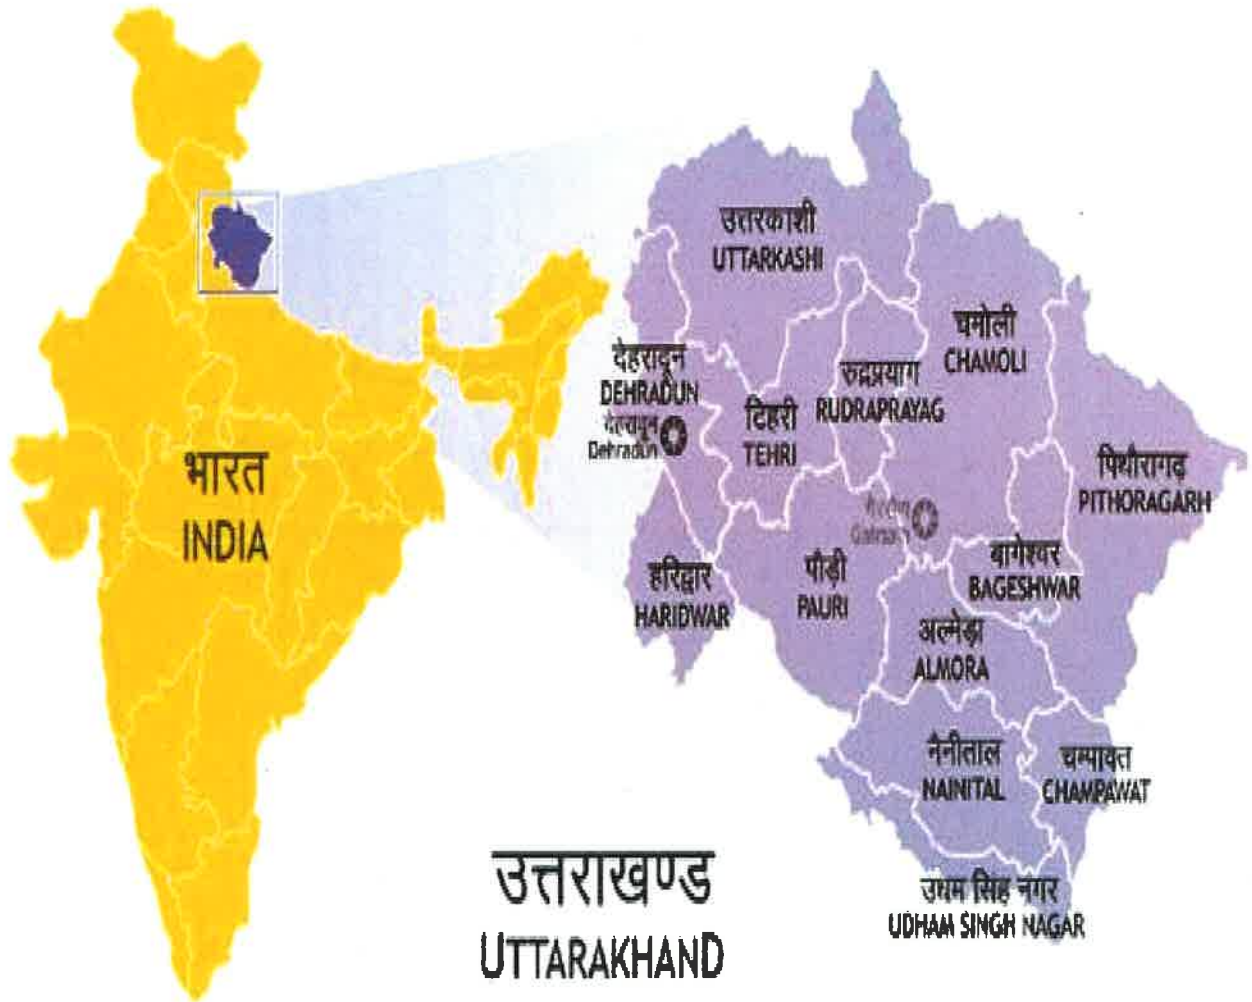 उत्तरकाशी
UTTARKASHI
चमोली
CHAMOLI
देहरादून
DEHRADUN
देहरादून
Dehradun
रुद्रप्रयाग
RUDRAPRAYAG
टिहरी
TEHRI
पिथौरागढ़
PITHORAGARH
भारत
INDIA
हरिद्वार
HARIDWAR
पौड़ी
PAURI
बागेश्वर
BAGESHWAR
अल्मेड़ा
ALMORA
नैनीताल
NAINITAL
चम्पावत
CHAMPAWAT
उधम सिंह नगर
UDHAM SINGH NAGAR
उत्तराखण्ड
UTTARAKHAND